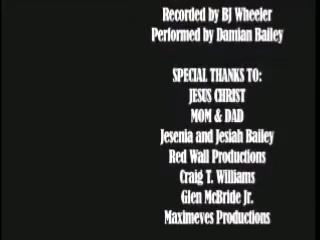 Recorded by BJ Wheeler
Performed by Damian Bailey
SPECIAL THANKS TO:
JESUS CHRIST
MOM & DAD
Jesenia and Jesiah Bailey
Red Wall Productions
Craig T. Williams
Glen McBride Jr.
Maximeyes Productions